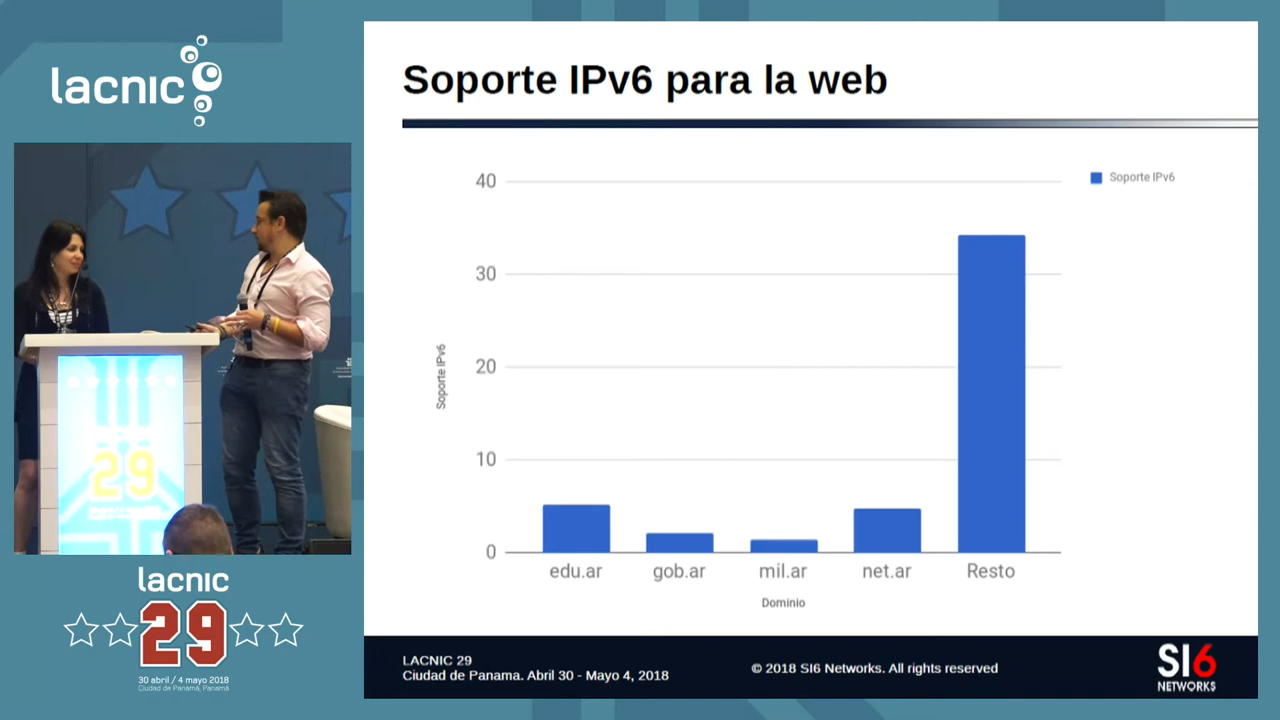 lacnic
Soporte IPv6 para la web
40
30
20
10
0
Soporte IPv6
Soporte IPv6
edu.ar
gob.ar
mil.ar
net.ar
Resto
Dominio
29
lacnic
29
30 abril / 4 mayo 2018
Ciudad de Panamá, Panamá
LACNIC 29
Ciudad de Panama. Abril 30 - Mayo 4, 2018
© 2018 SI6 Networks. All rights reserved
SI6
NETWORKS